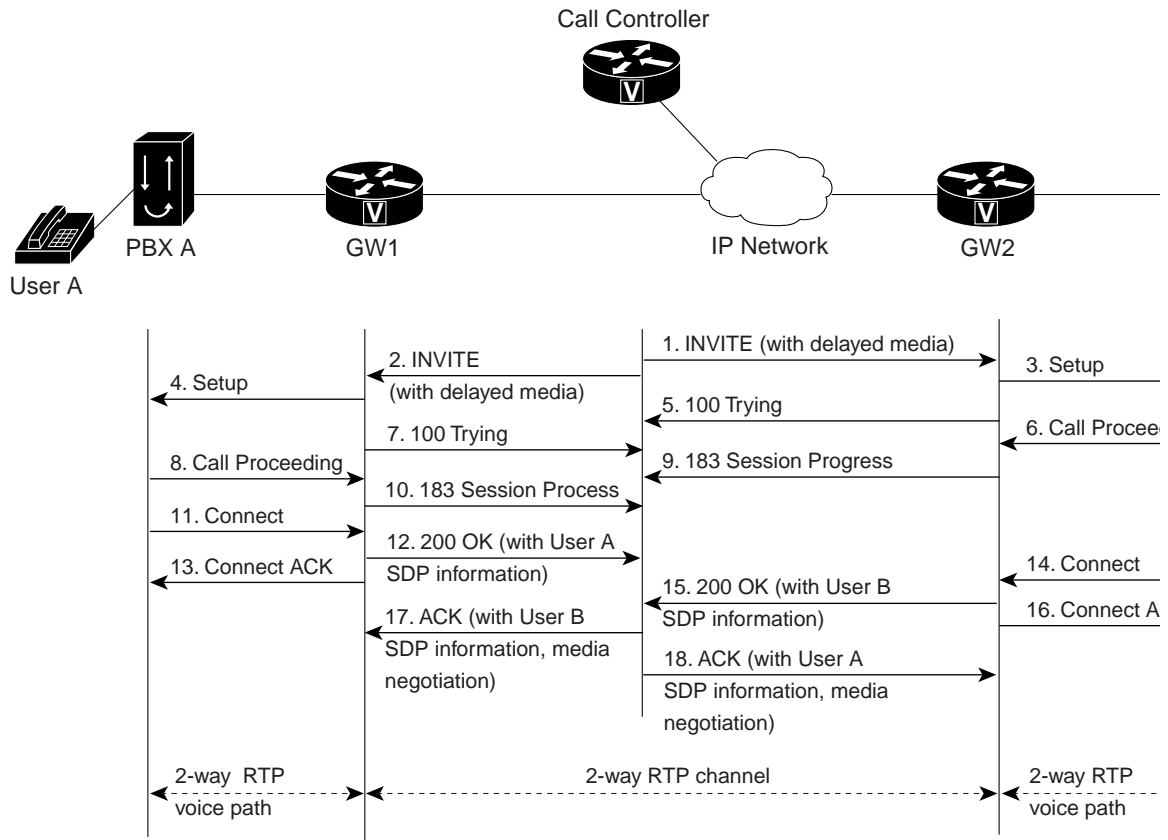 Call Controller
V
V
V
PBX A
GW1
IP Network
GW2
User A
1. INVITE (with delayed media)
2. INVITE
(with delayed media)
3. Setup
4. Setup
5. 100 Trying
6. Call Proceed
7. 100 Trying
8. Call Proceeding
9. 183 Session Progress
10. 183 Session Process
11. Connect
12. 200 OK (with User A
SDP information)
13. Connect ACK
14. Connect
15. 200 OK (with User B
SDP information)
16. Connect A
17. ACK (with User B
SDP information, media
negotiation)
18. ACK (with User A
SDP information, media
negotiation)
2-way RTP
voice path
2-way RTP channel
2-way RTP
voice path